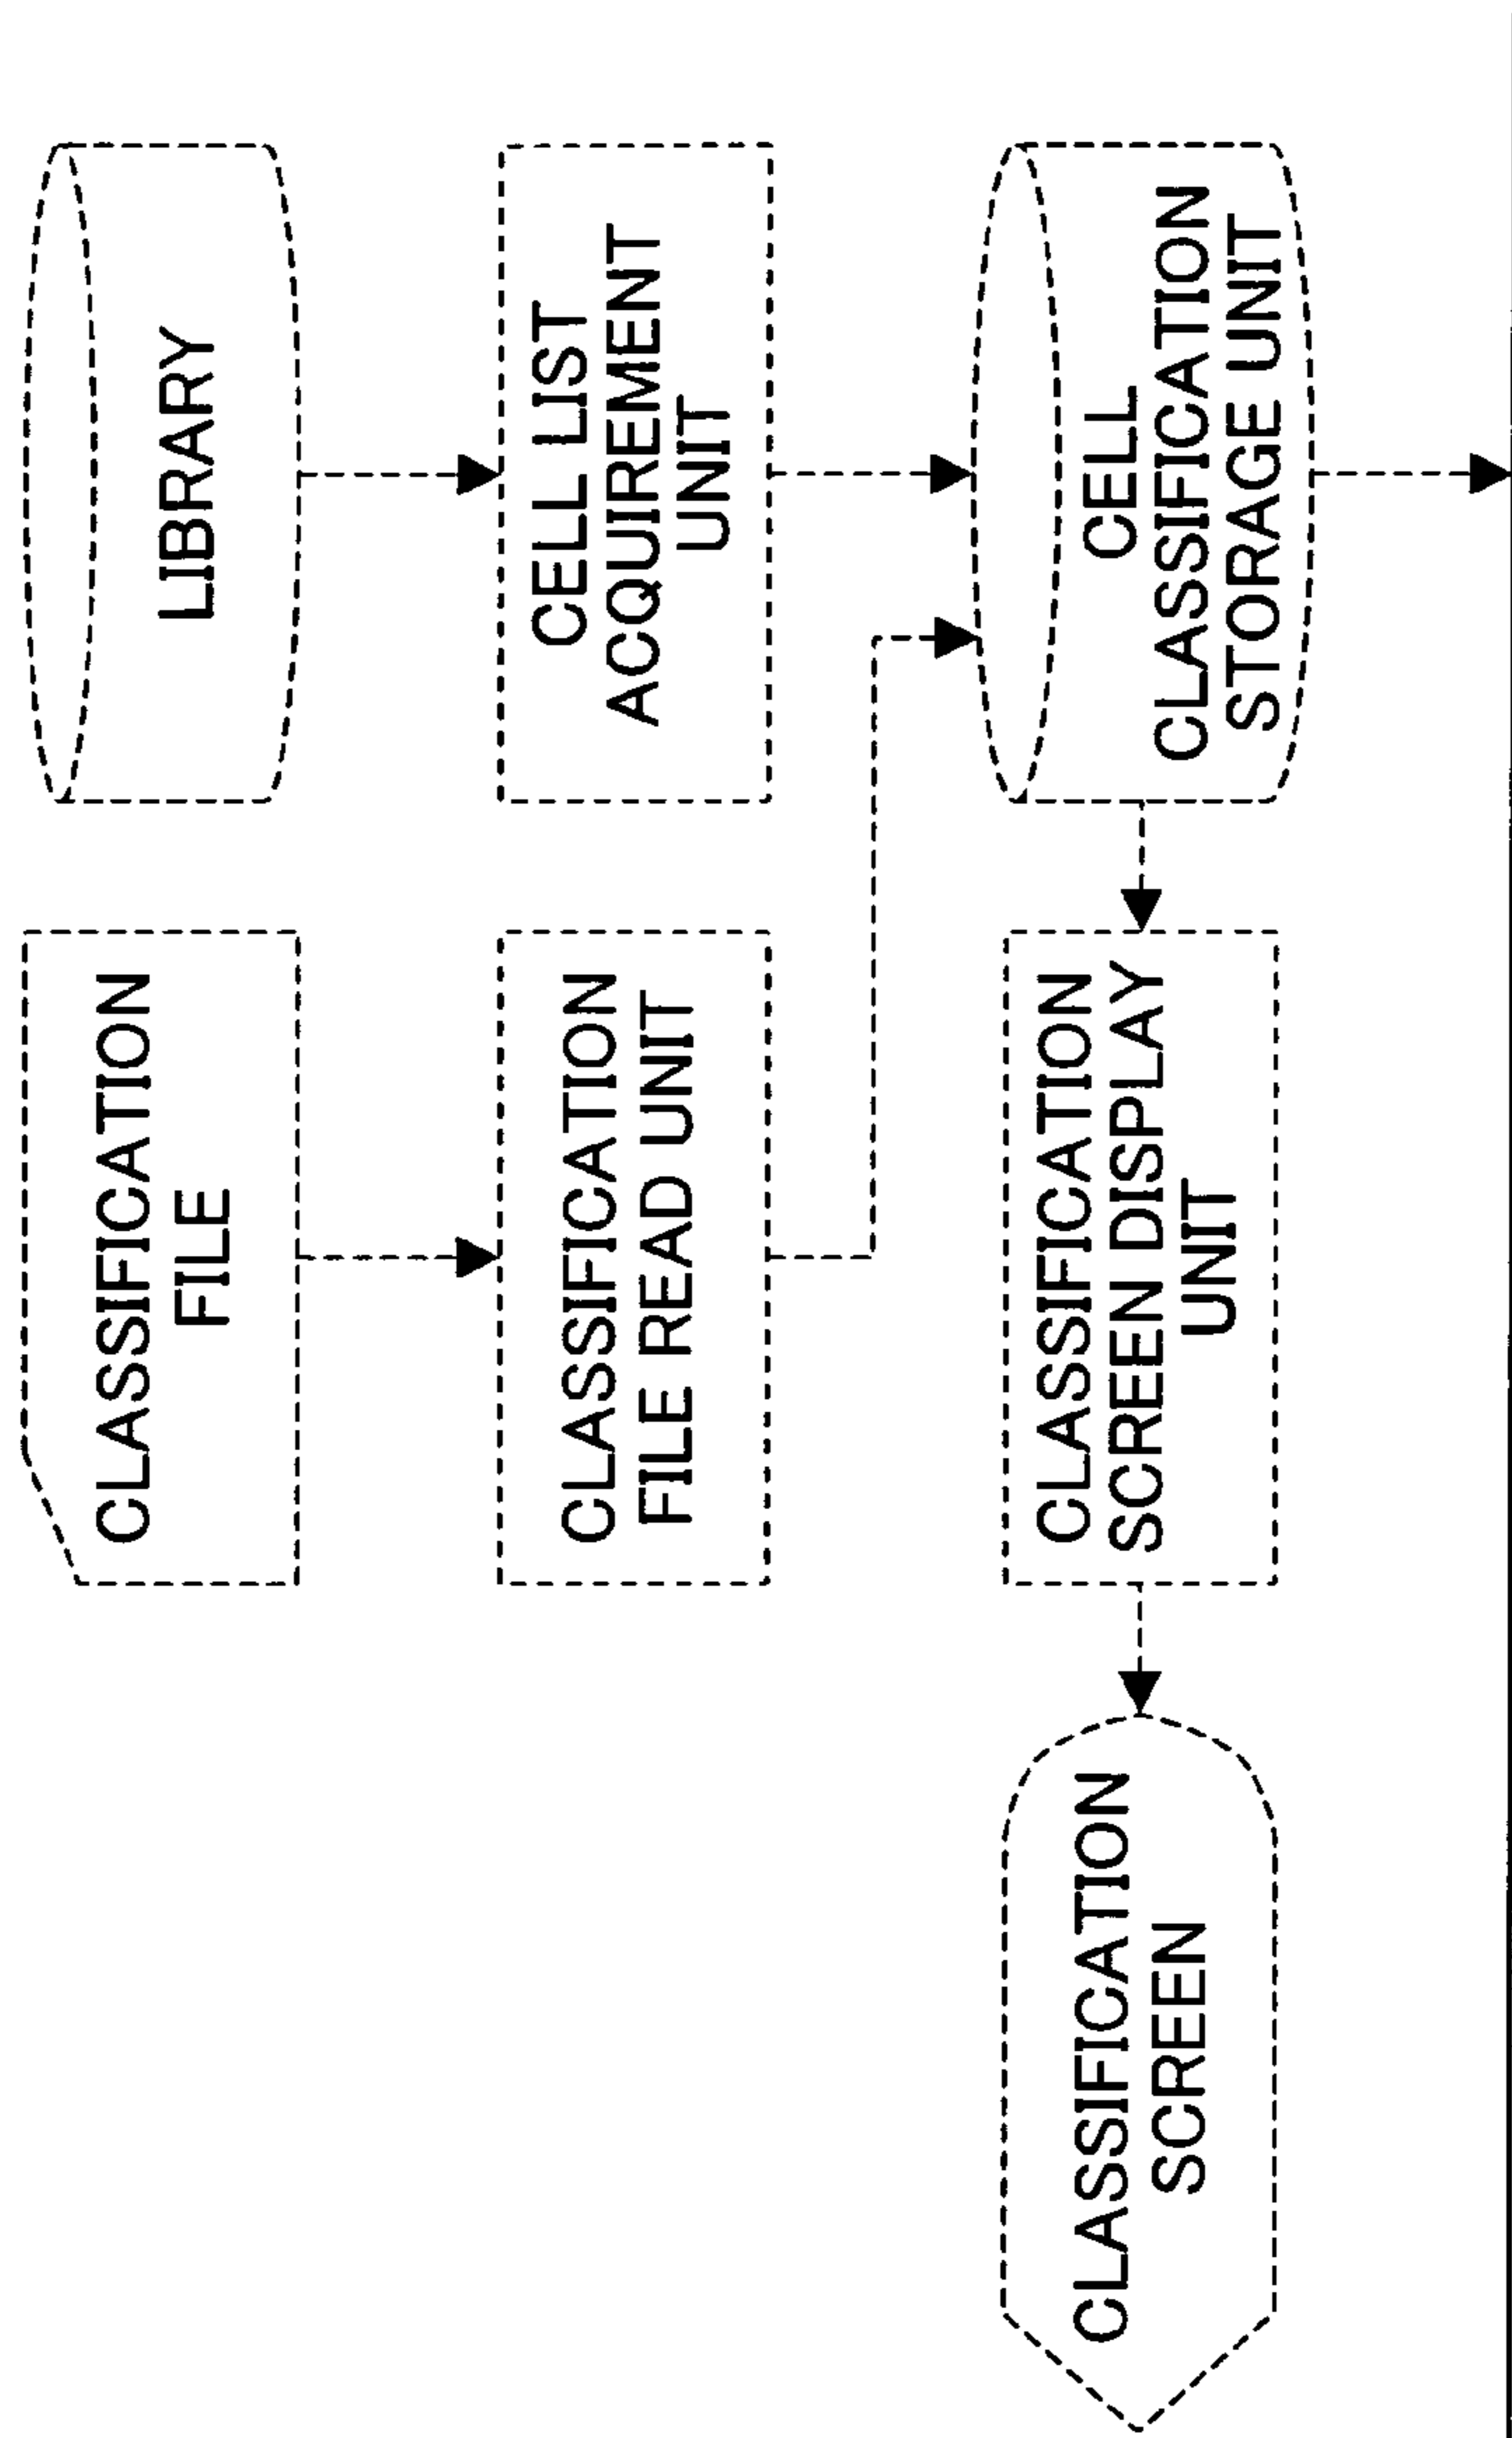 CLASSIFICATION
FILE
LIBRARY
CLASSIFICATION
FILE READ UNIT
CELL LIST
ACQUIREMENT
UNIT
CLASSIFICATION
SCREEN
CLASSIFICATION
SCREEN DISPLAY
UNIT
CELL
CLASSIFICATION
STORAGE UNIT